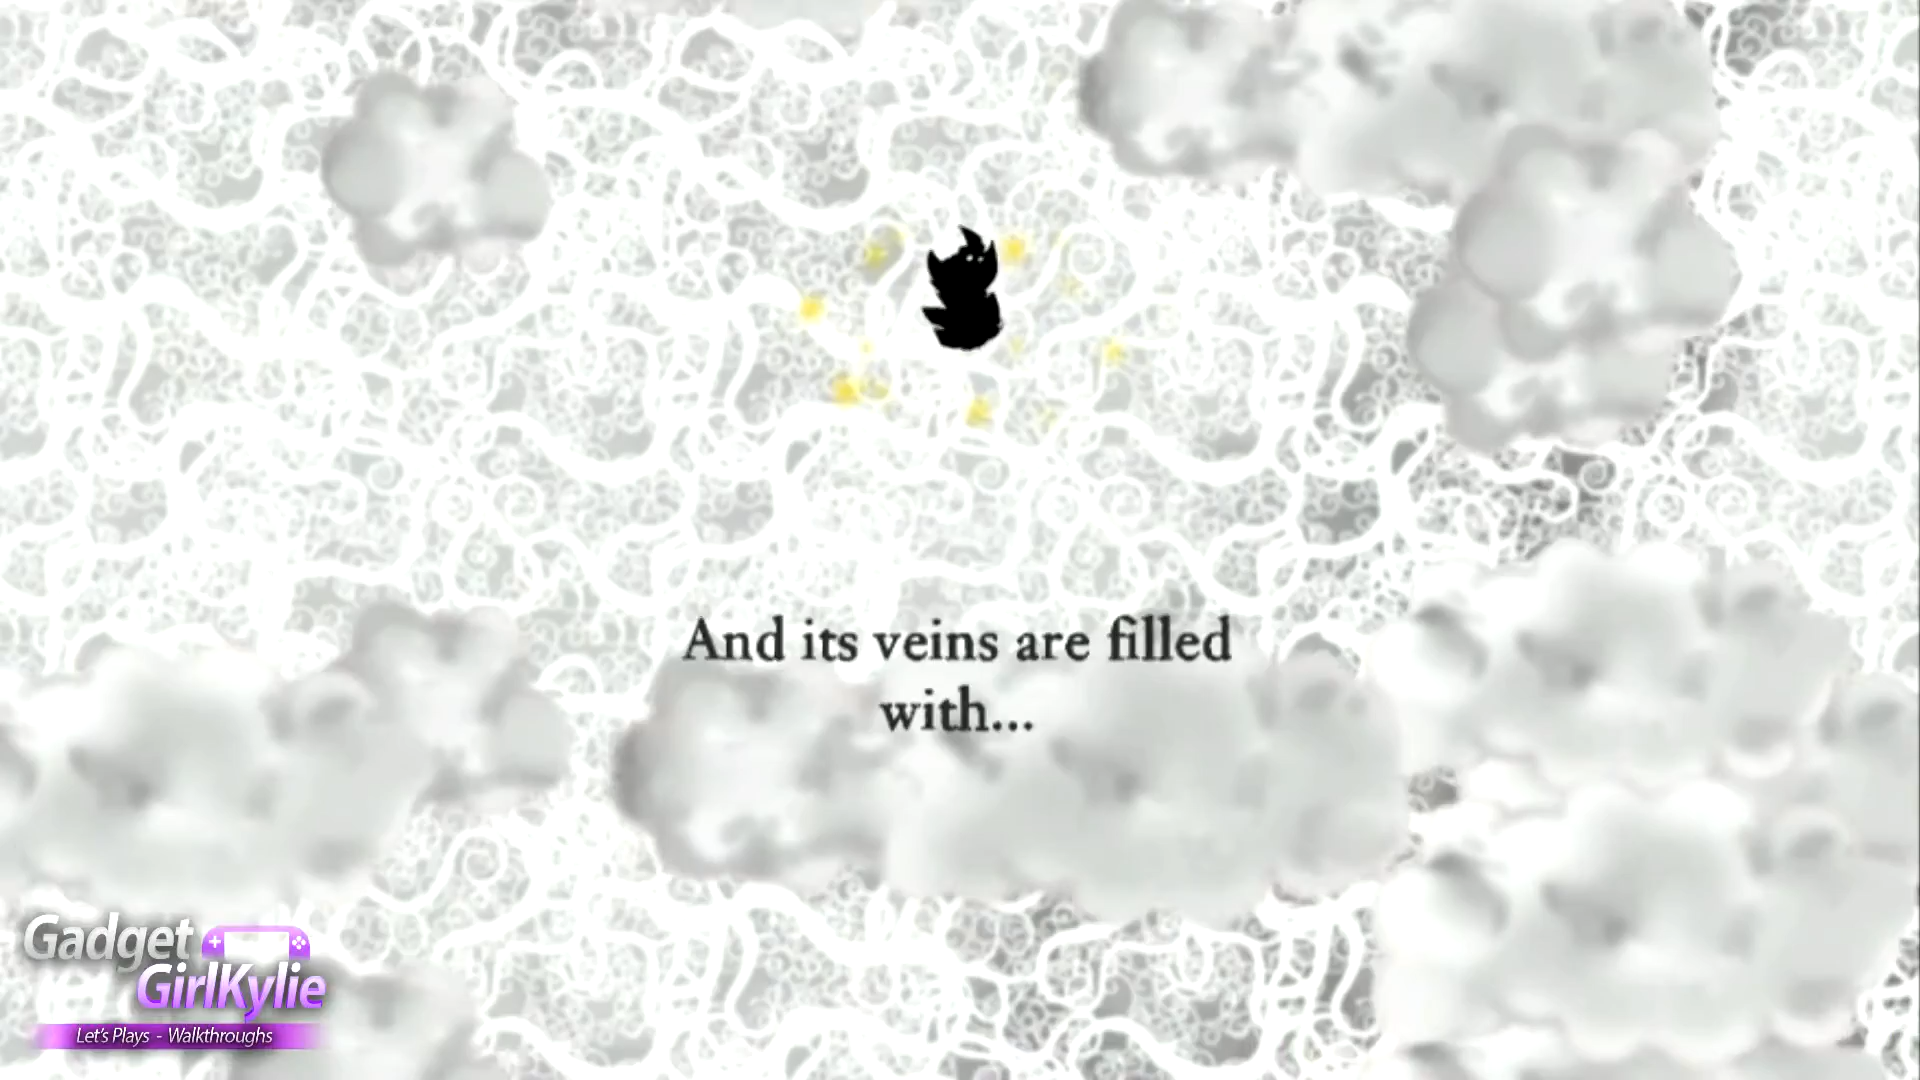 And its veins are filled
with...
Gadget
GirlKylie
Let's Plays - Walkthroughs